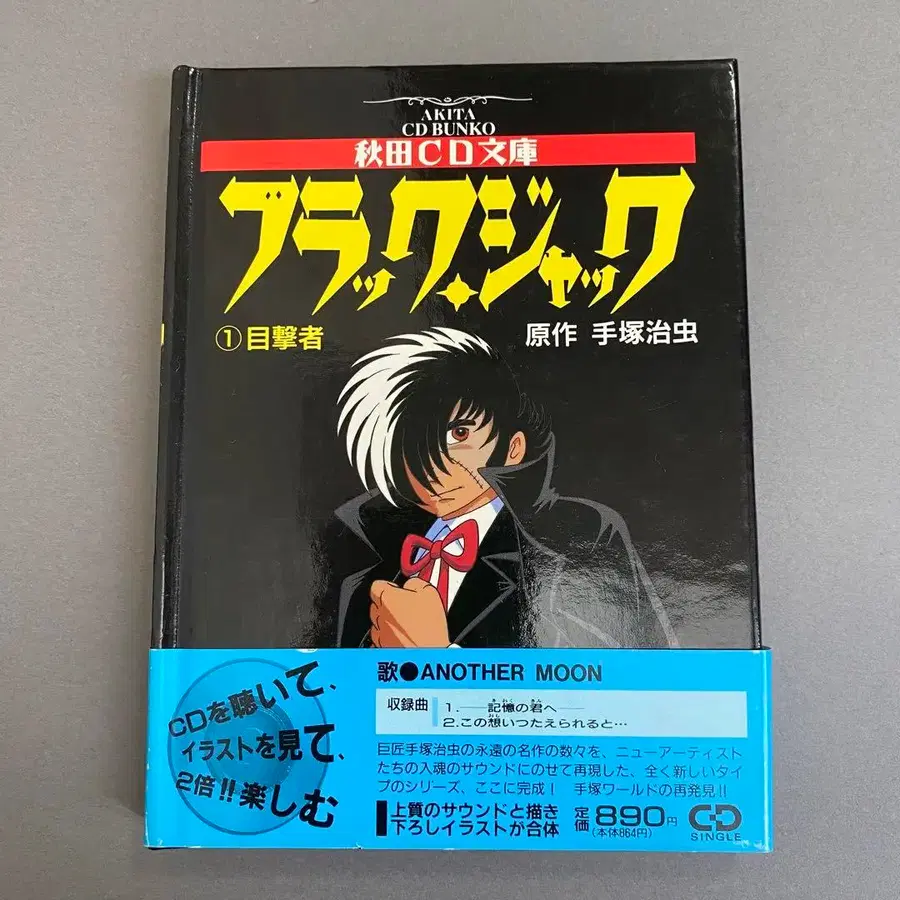 AKITA
CD BUNKO
秋田CD文庫
ブラック・ジャック
①目撃者
原作 手塚治虫
CDを聴いて、
イラストを見て、
2倍!!楽しむ
歌●ANOTHER MOON
収録曲
1.──記憶の君へ──
2.この想いつたえられると…
巨匠手塚治虫の永遠の名作の数々を、ニューアーティスト
たちの入魂のサウンドにのせて再現した、全く新しいタイ
プのシリーズ、ここに完成! 手塚ワールドの再発見!!
上質のサウンドと描き
下ろしイラストが合体
定価890円
(本体864円)
CD
SINGLE